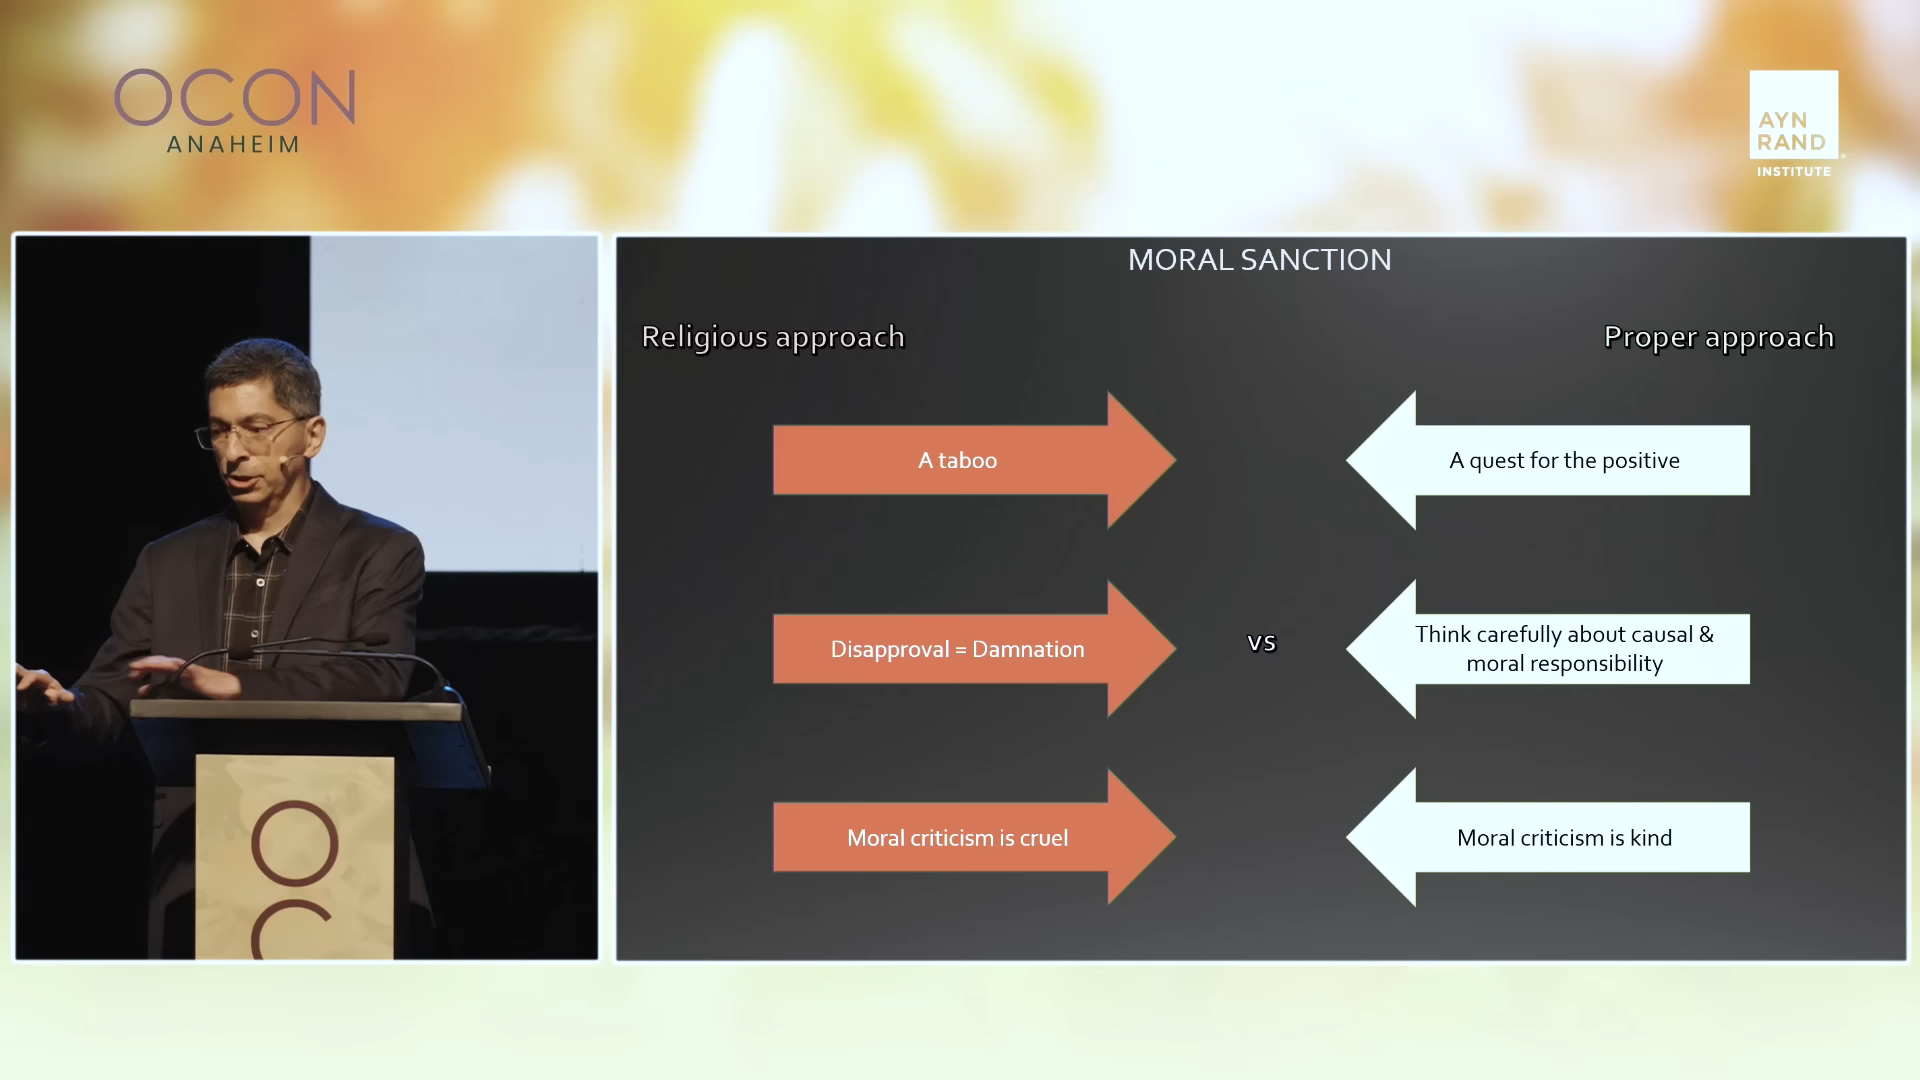 OCON
ANAHEIM
AYN
RAND
INSTITUTE
MORAL SANCTION
Religious approach
Proper approach
A taboo
A quest for the positive
Disapproval = Damnation
vs
Think carefully about causal &
moral responsibility
Moral criticism is cruel
Moral criticism is kind
O
C